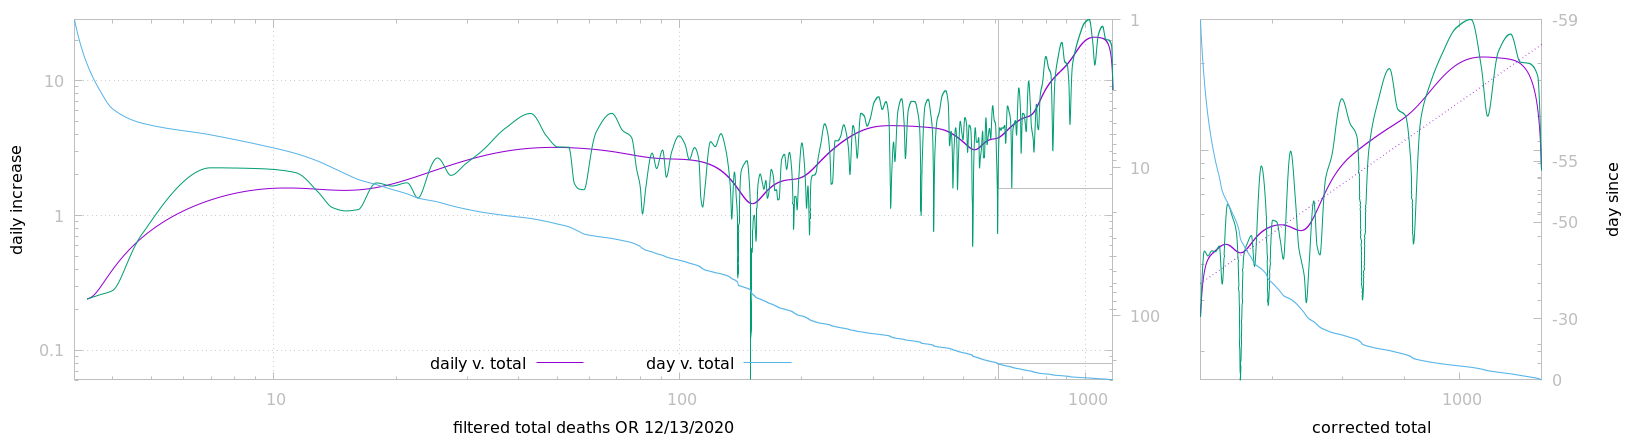 daily increase
10
1
0.1
daily v. total
day v. total
10
100
1000
filtered total deaths OR 12/13/2020
1
10
100
-59
-55
-50
-30
0
day since
1000
corrected total